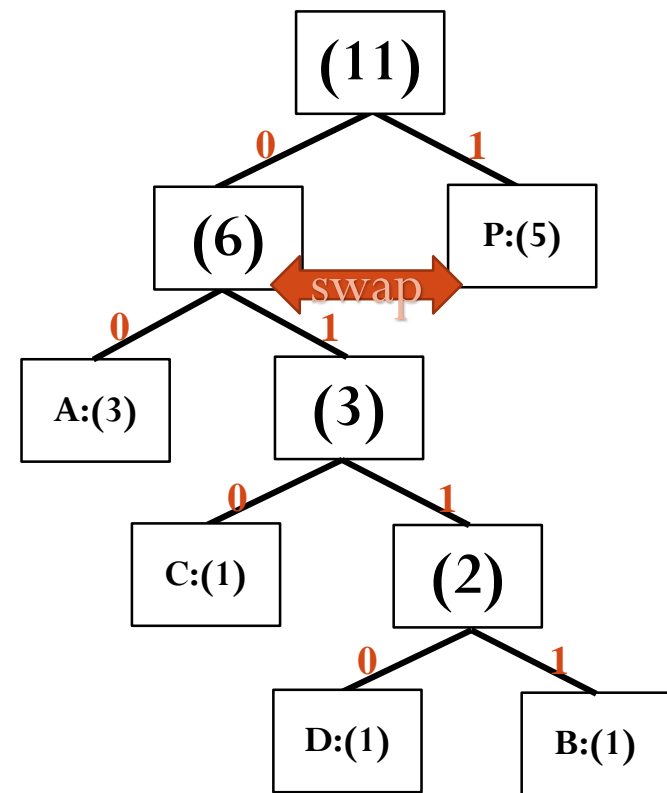 (11)
0
1
(6)
P:(5)
swap
0
1
A:(3)
(3)
0
1
C:(1)
(2)
0
1
D:(1)
B:(1)